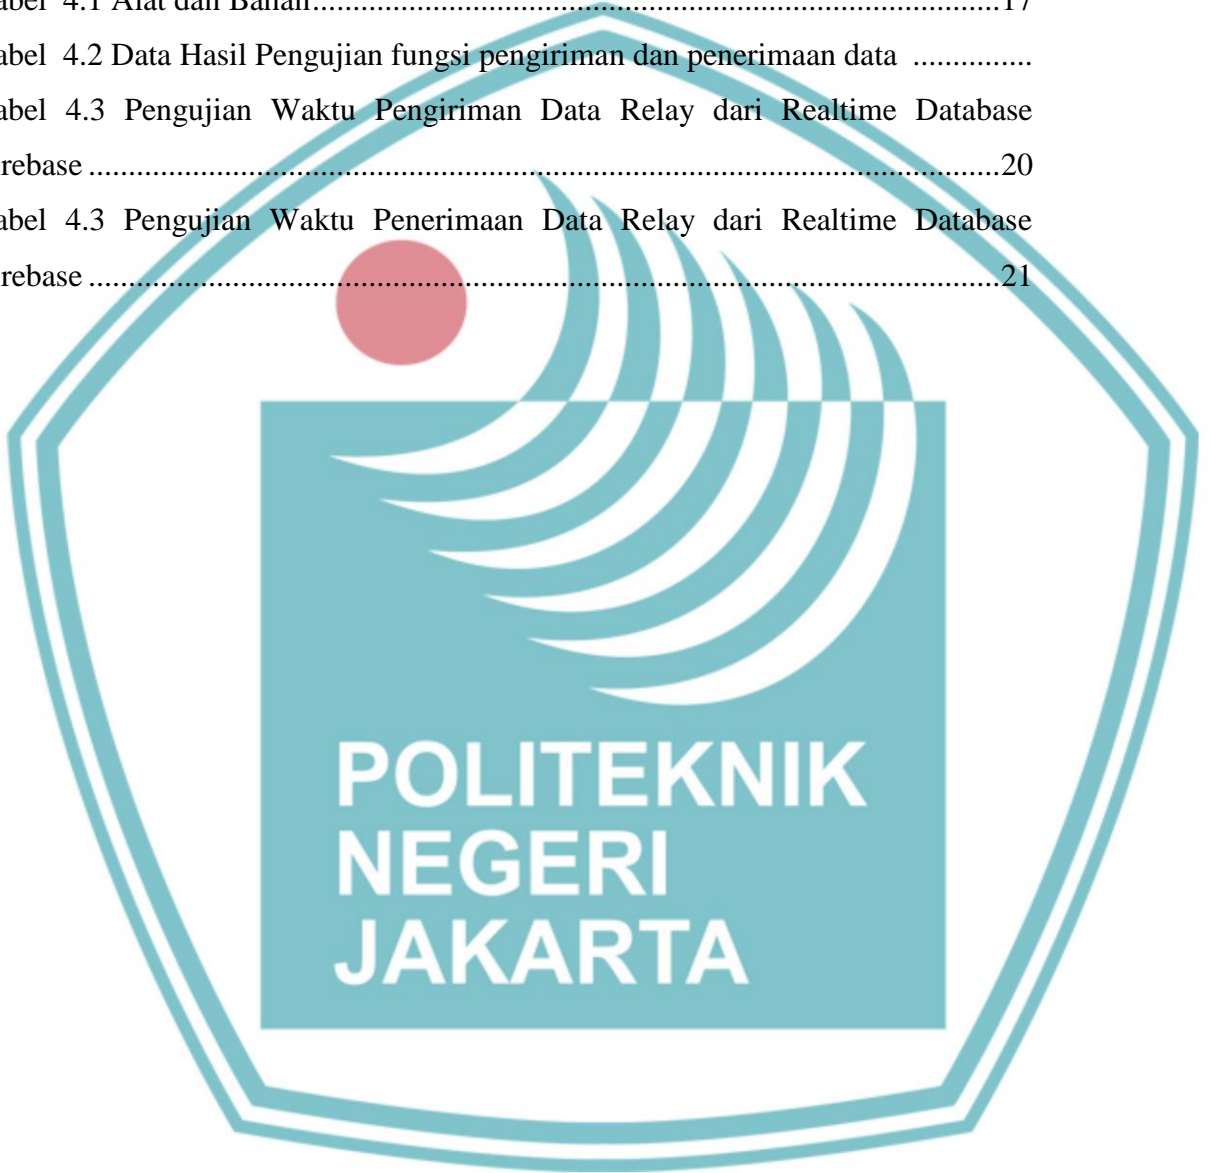 abel 4.1 Alat dan Bahan.......................................................................................17
abel 4.2 Data Hasil Pengujian fungsi pengiriman dan penerimaan data ...............
abel 4.3 Pengujian Waktu Pengiriman Data Relay dari Realtime Database
rebase ...................................................................................................................20
abel 4.3 Pengujian Waktu Penerimaan Data Relay dari Realtime Database
rebase ...................................................................................................................21
POLITEKNIK
NEGERI
JAKARTA